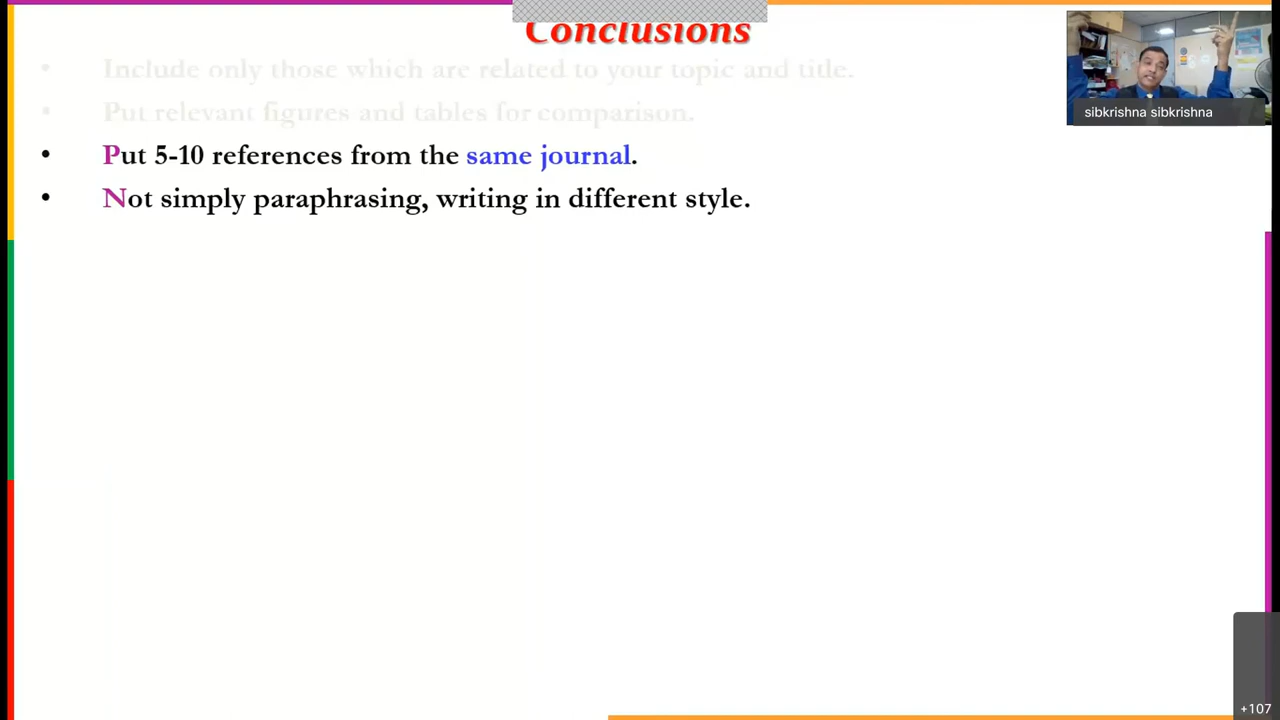 Conclusions
• Include only those which are related to your topic and title.
• Put relevant figures and tables for comparison.
• Put 5-10 references from the same journal.
• Not simply paraphrasing, writing in different style.
sibkrishna sibkrishna
+107